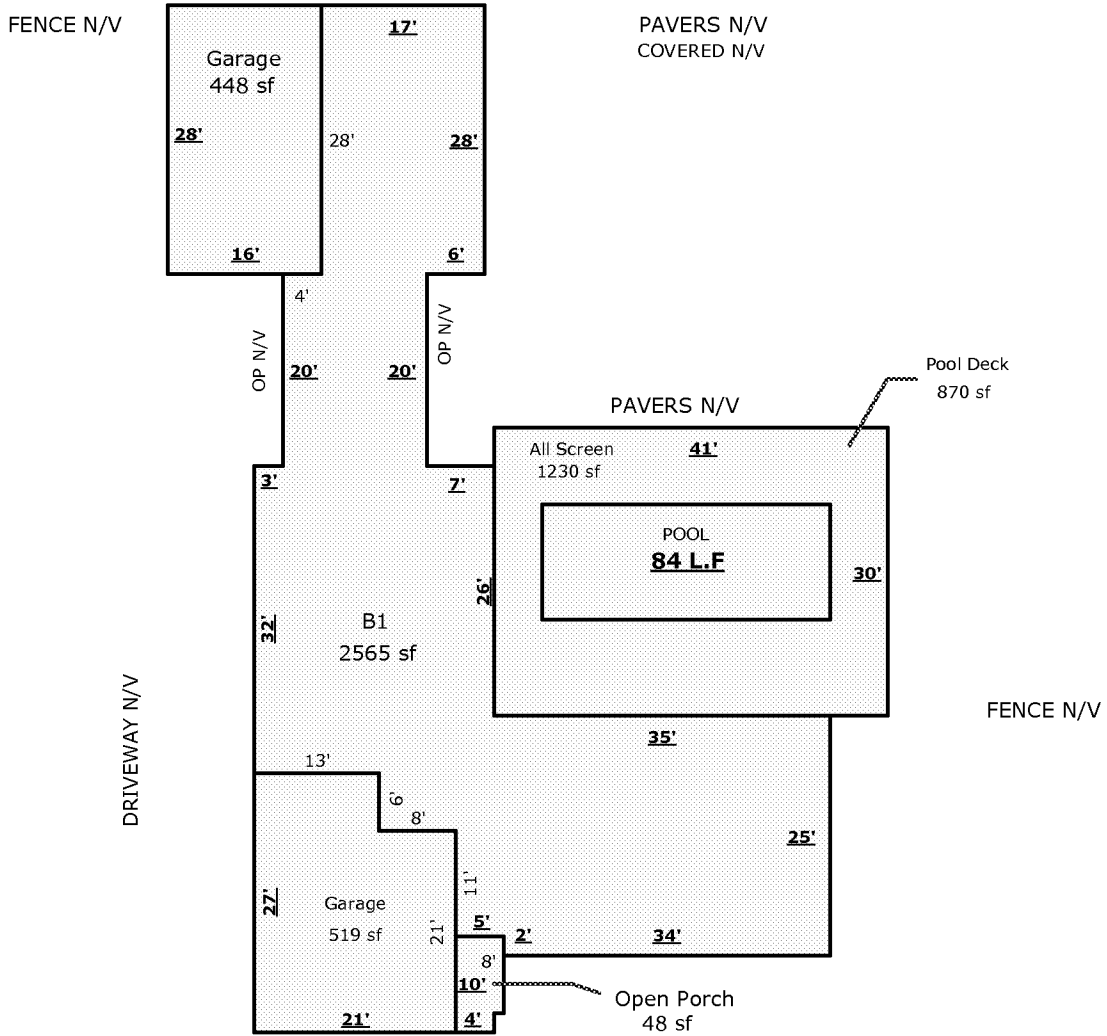 FENCE N/V
17'
PAVERS N/V
COVERED N/V
Garage
448 sf
28'
28'
28'
16'
6'
4'
OP N/V
OP N/V
20'
20'
Pool Deck
870 sf
PAVERS N/V
All Screen
1230 sf
41'
3'
7'
POOL
84 L.F
30'
26'
32'
B1
2565 sf
DRIVEWAY N/V
FENCE N/V
35'
13'
6'
8'
25'
11'
27'
Garage
519 sf
21'
5'
2'
34'
8'
10'
Open Porch
48 sf
21'
4'